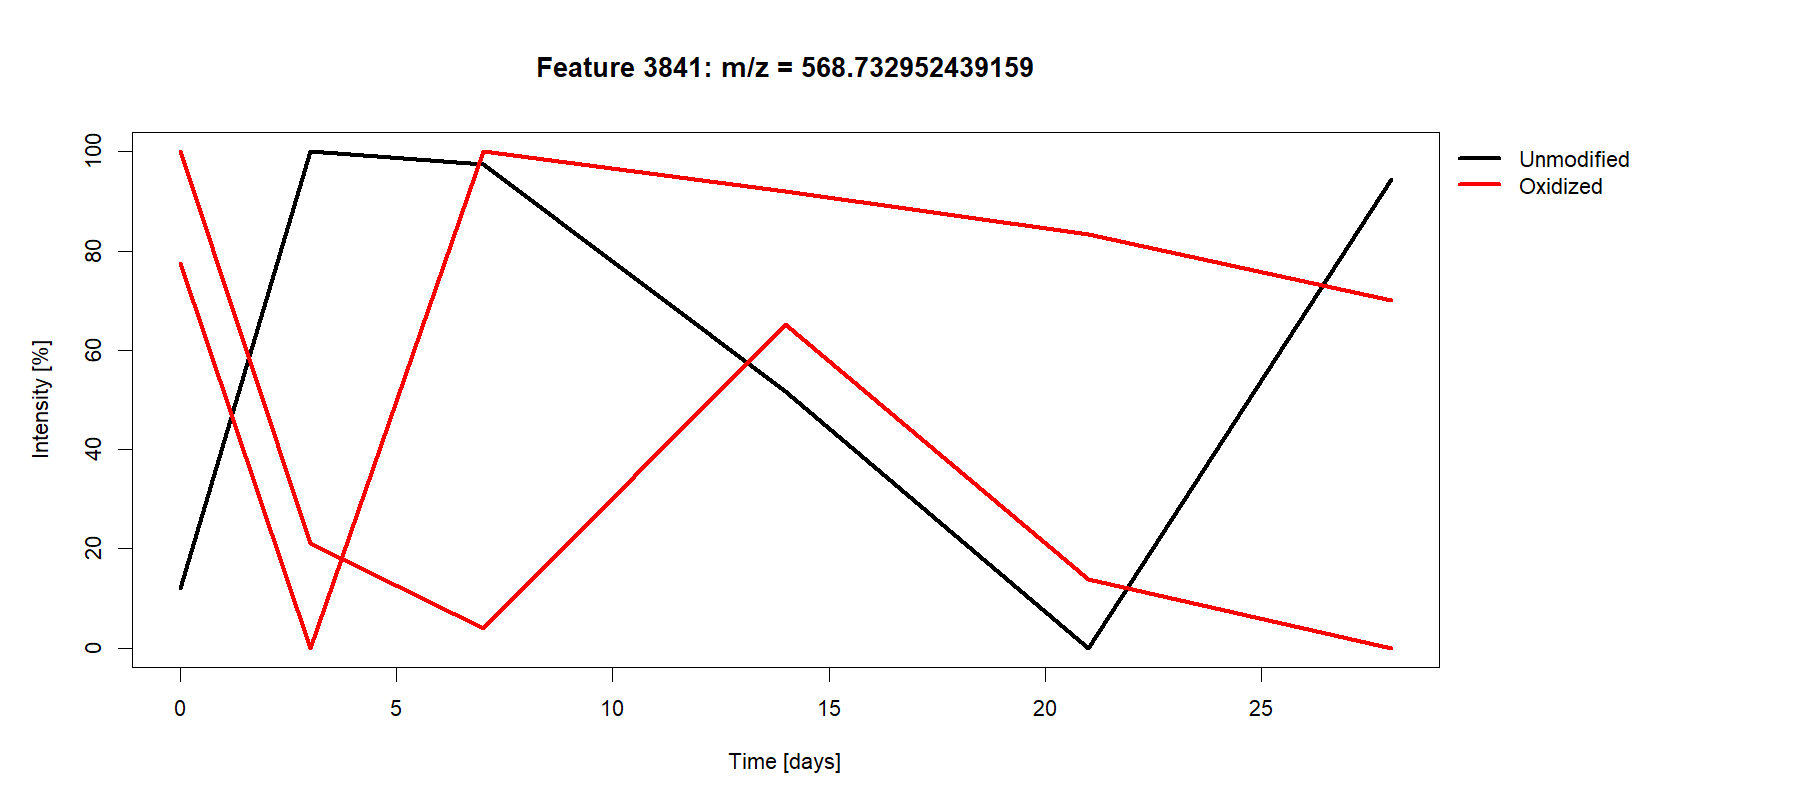 Feature 3841: m/z = 568.732952439159
Unmodified
Oxidized
Intensity [%]
100
80
60
40
20
0
0 5 10 15 20 25
Time [days]